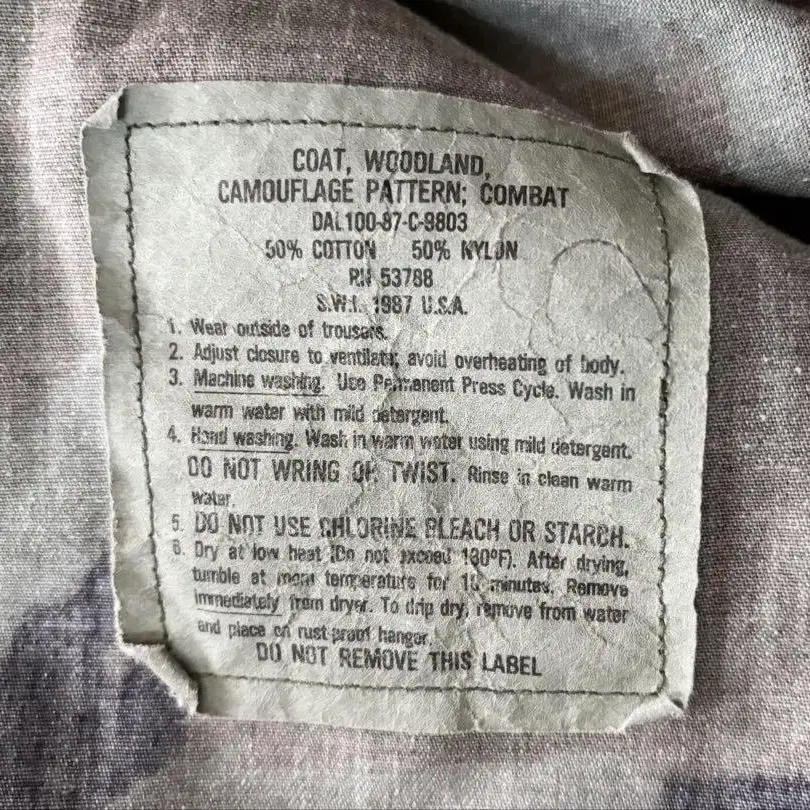 COAT, WOODLAND,
CAMOUFLAGE PATTERN; COMBAT
DAL100-87-C-9803
50% COTTON 50% NYLON
RN 53788
S.W.I. 1987 U.S.A.
1. Wear outside of trousers.
2. Adjust closure to ventilate; avoid overheating of body.
3. Machine washing. Use Permanent Press Cycle. Wash in
warm water with mild detergent.
4. Hand washing. Wash in warm water using mild detergent.
DO NOT WRING OR TWIST. Rinse in clean warm
water.
5. DO NOT USE CHLORINE BLEACH OR STARCH.
6. Dry at low heat (Do not exceed 130°F). After drying,
tumble at room temperature for 10 minutes. Remove
immediately from dryer. To drip dry, remove from water
and place on rust proof hanger.
DO NOT REMOVE THIS LABEL